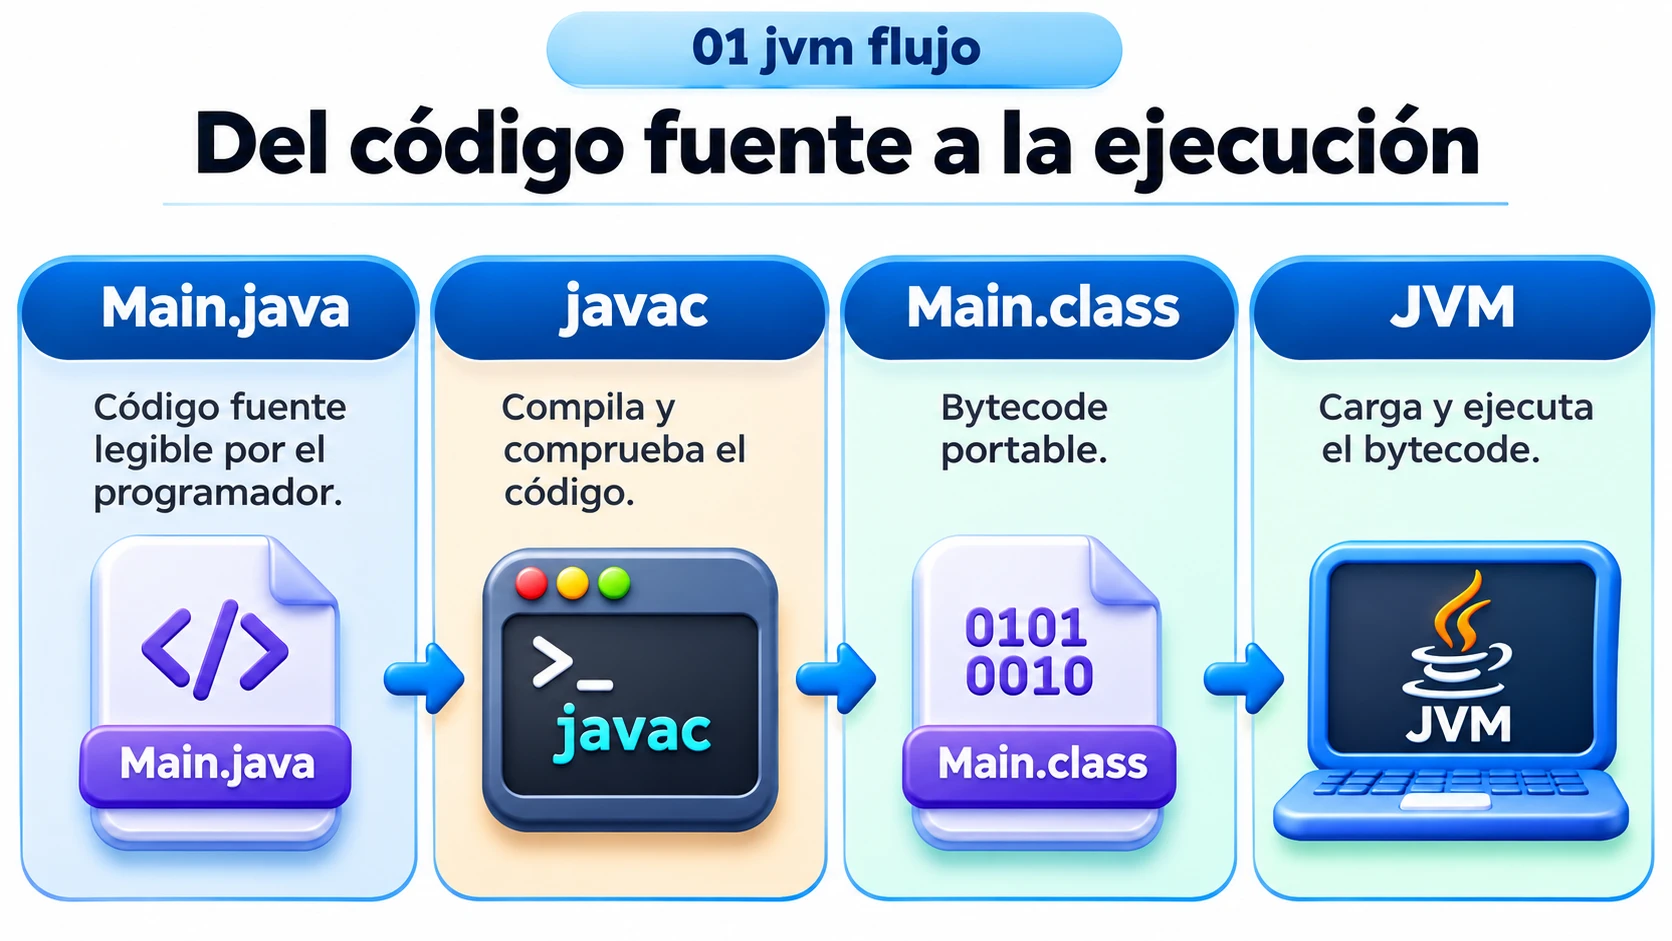 01 jvm flujo
Del código fuente a la ejecución
Main.java
Código fuente
legible por el
programador.
</>
Main.java
javac
Compila y
comprueba el
código.
>_
javac
Main.class
Bytecode
portable.
0101
0010
Main.class
JVM
Carga y ejecuta
el bytecode.
JVM